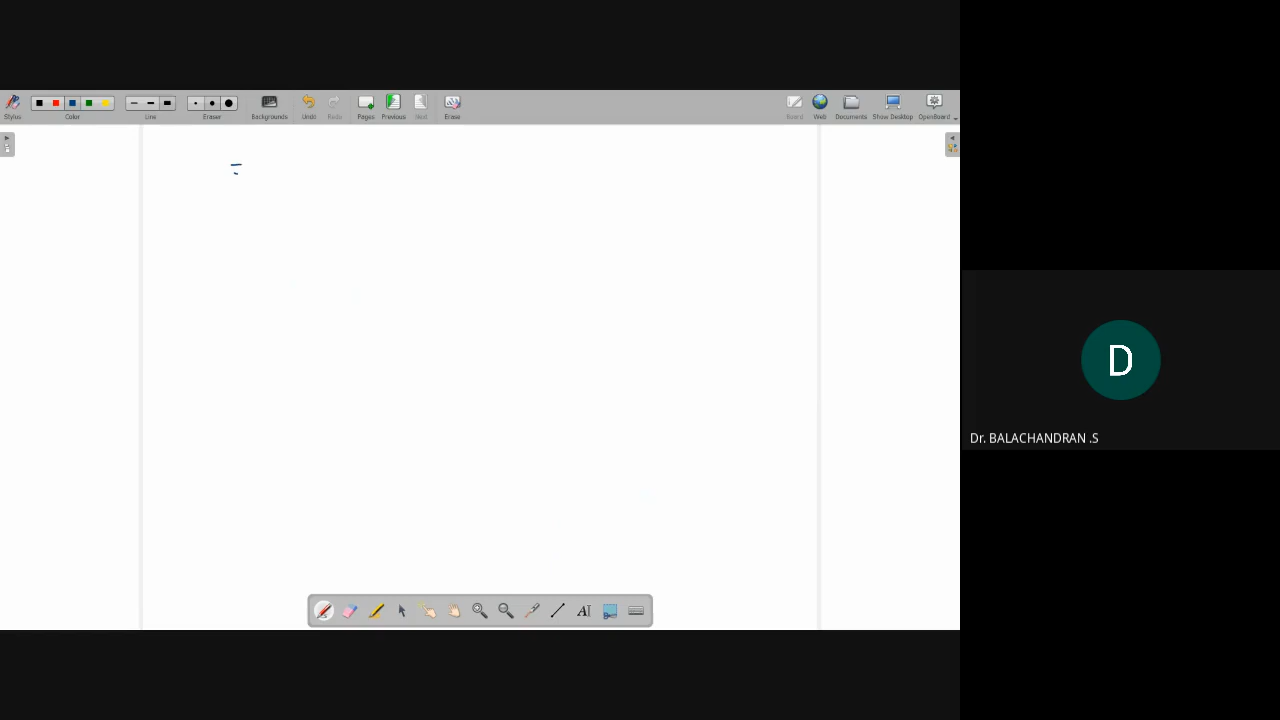 Stylus Color Line Eraser Backgrounds Undo Redo Pages Previous Next Erase Board Web Documents Show Desktop OpenBoard
D
Dr. BALACHANDRAN .S
AI